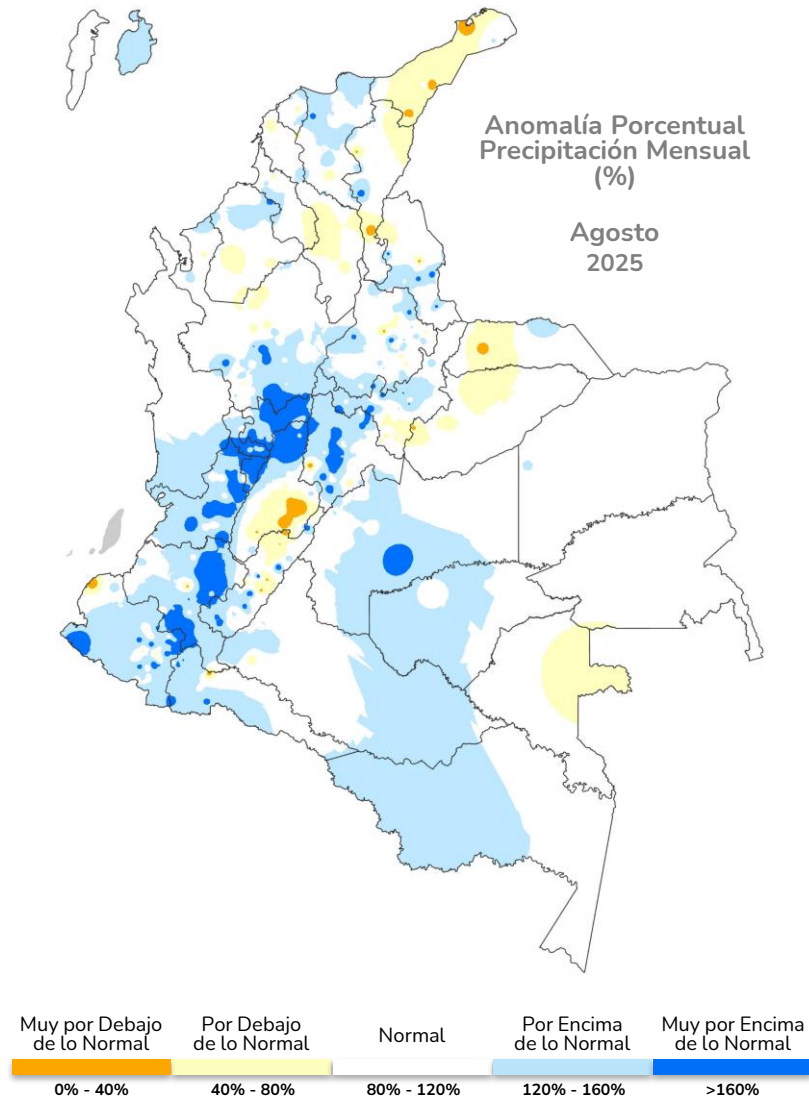 Anomalía Porcentual
Precipitación Mensual
(%)
Agosto
2025
Muy por Debajo
de lo Normal
Por Debajo
de lo Normal
Normal
Por Encima
de lo Normal
Muy por Encima
de lo Normal
0% - 40%
40% - 80%
80% - 120%
120% - 160%
>160%